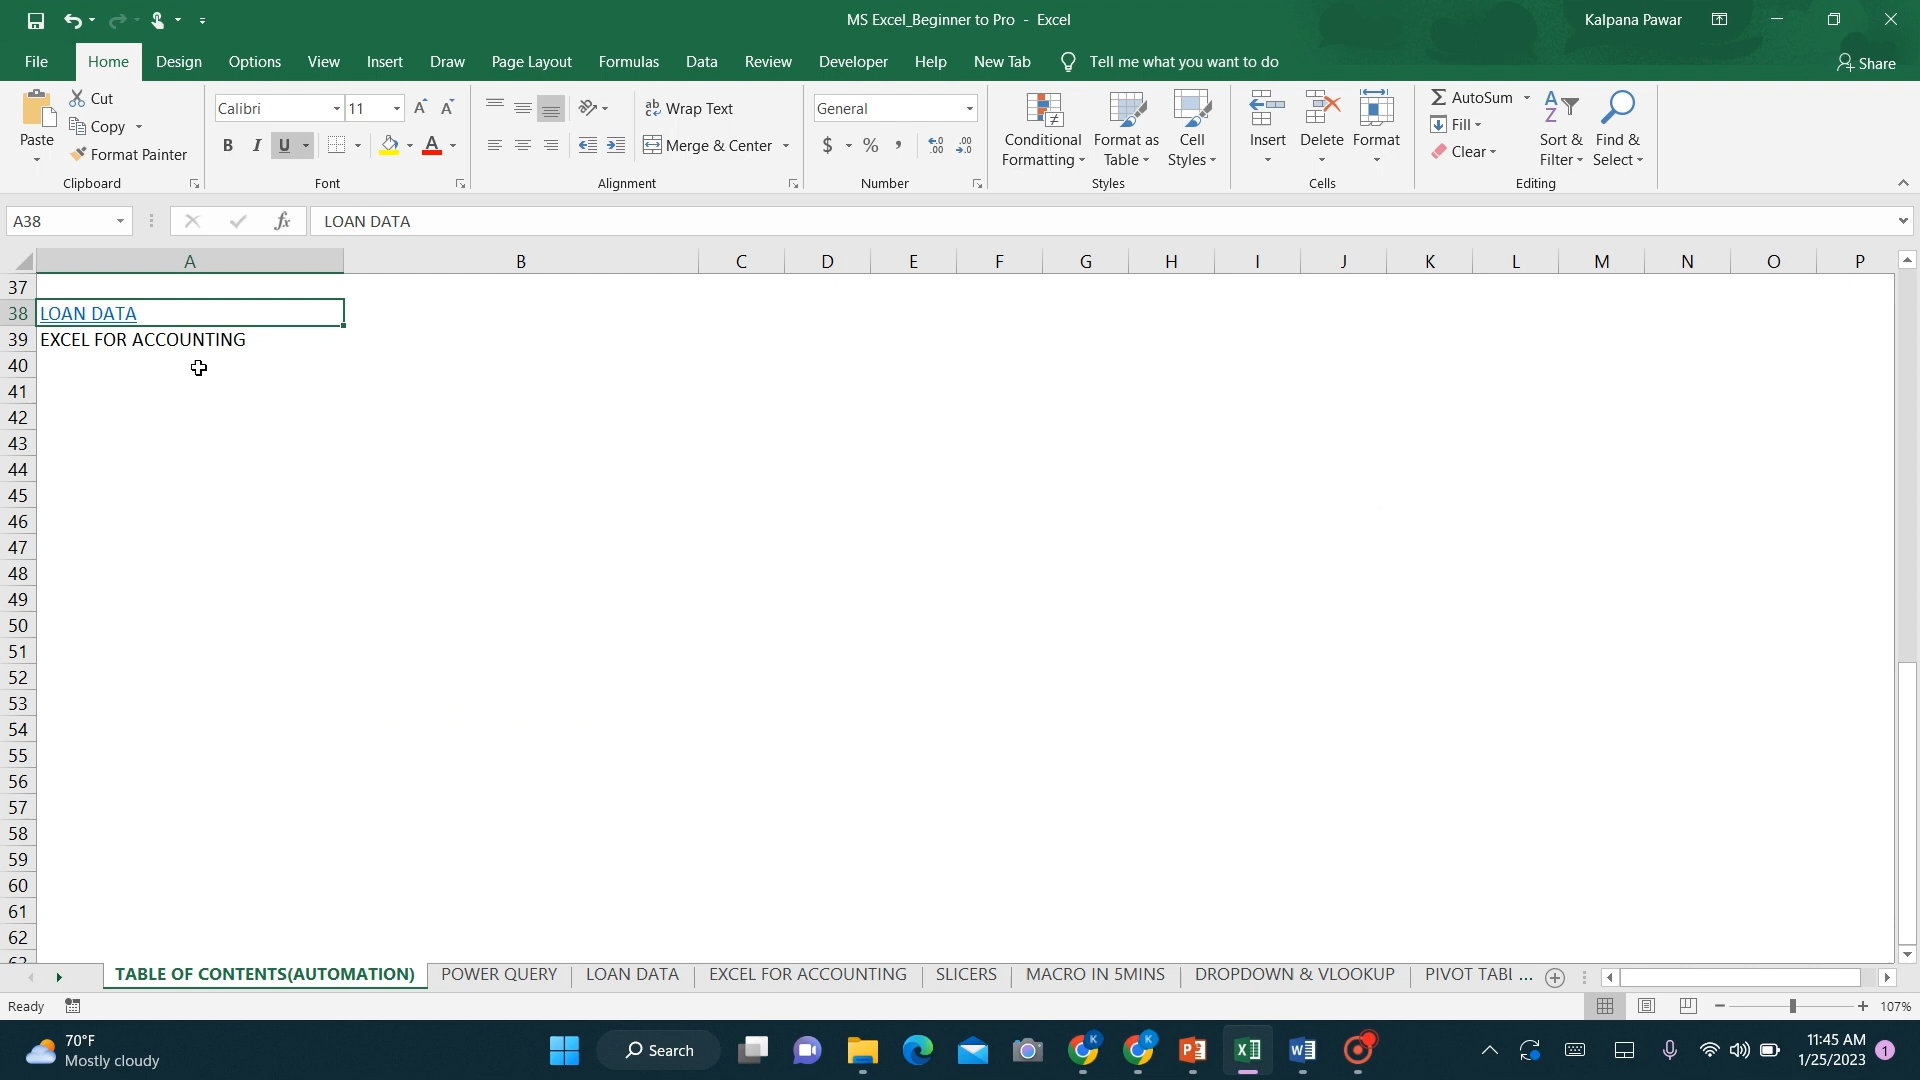 MS Excel_Beginner to Pro - Excel
Kalpana Pawar
File Home Design Options View Insert Draw Page Layout Formulas Data Review Developer Help New Tab Tell me what you want to do Share
Paste
Cut
Copy
Format Painter
Clipboard
Calibri 11
B I U
Font
Wrap Text
Merge & Center
Alignment
General
$ % ,
Number
Conditional Formatting
Format as Table
Cell Styles
Styles
Insert Delete Format
Cells
AutoSum
Fill
Clear
Sort & Filter
Find & Select
Editing
A38 fx LOAN DATA
A B C D E F G H I J K L M N O P
37
38 LOAN DATA
39 EXCEL FOR ACCOUNTING
40
41
42
43
44
45
46
47
48
49
50
51
52
53
54
55
56
57
58
59
60
61
62
63
TABLE OF CONTENTS(AUTOMATION) POWER QUERY LOAN DATA EXCEL FOR ACCOUNTING SLICERS MACRO IN 5MINS DROPDOWN & VLOOKUP PIVOT TABL ...
Ready 107%
70°F
Mostly cloudy
Search
11:45 AM
1/25/2023
1